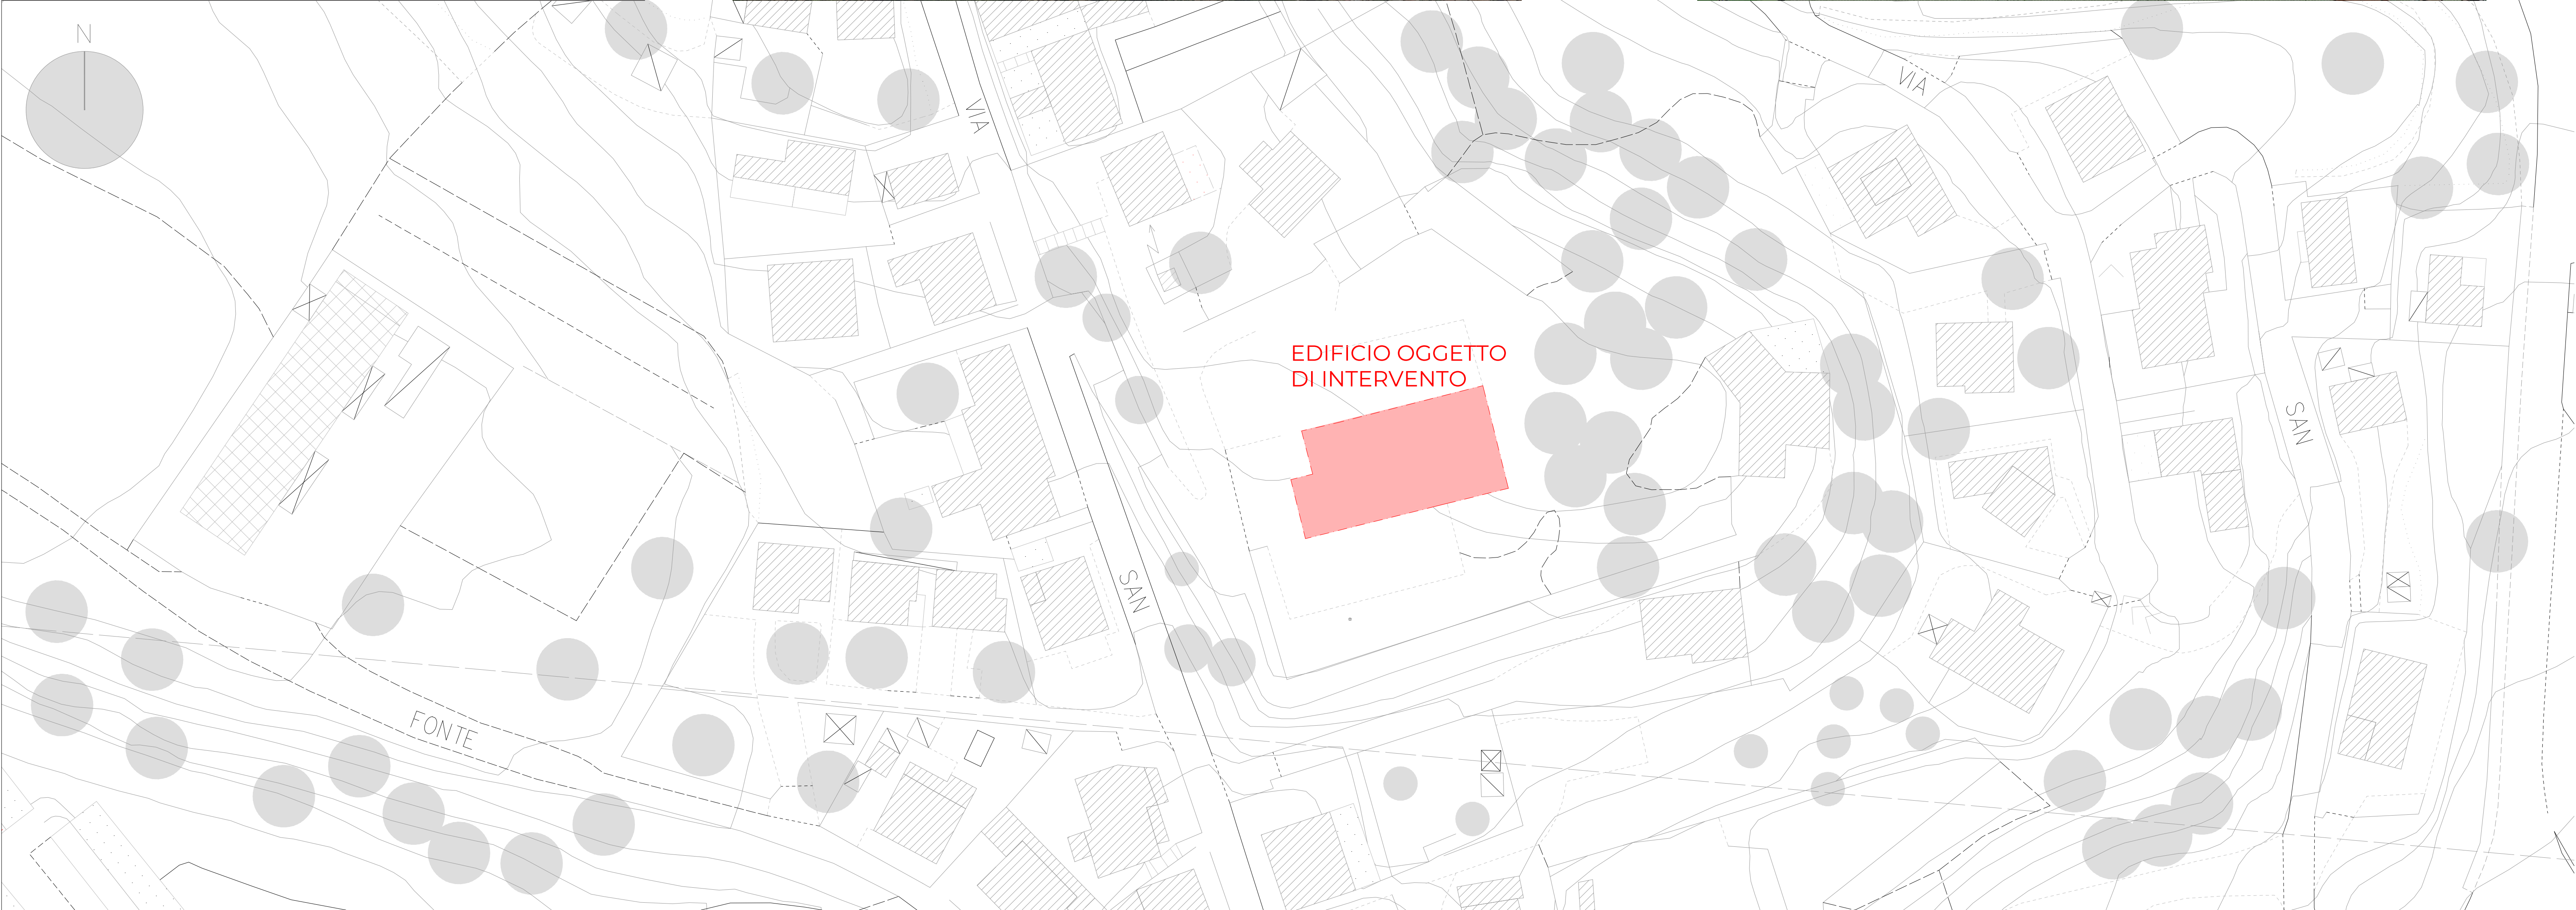 N
VIA
VIA
EDIFICIO OGGETTO
DI INTERVENTO
SAN
SAN
FONTE